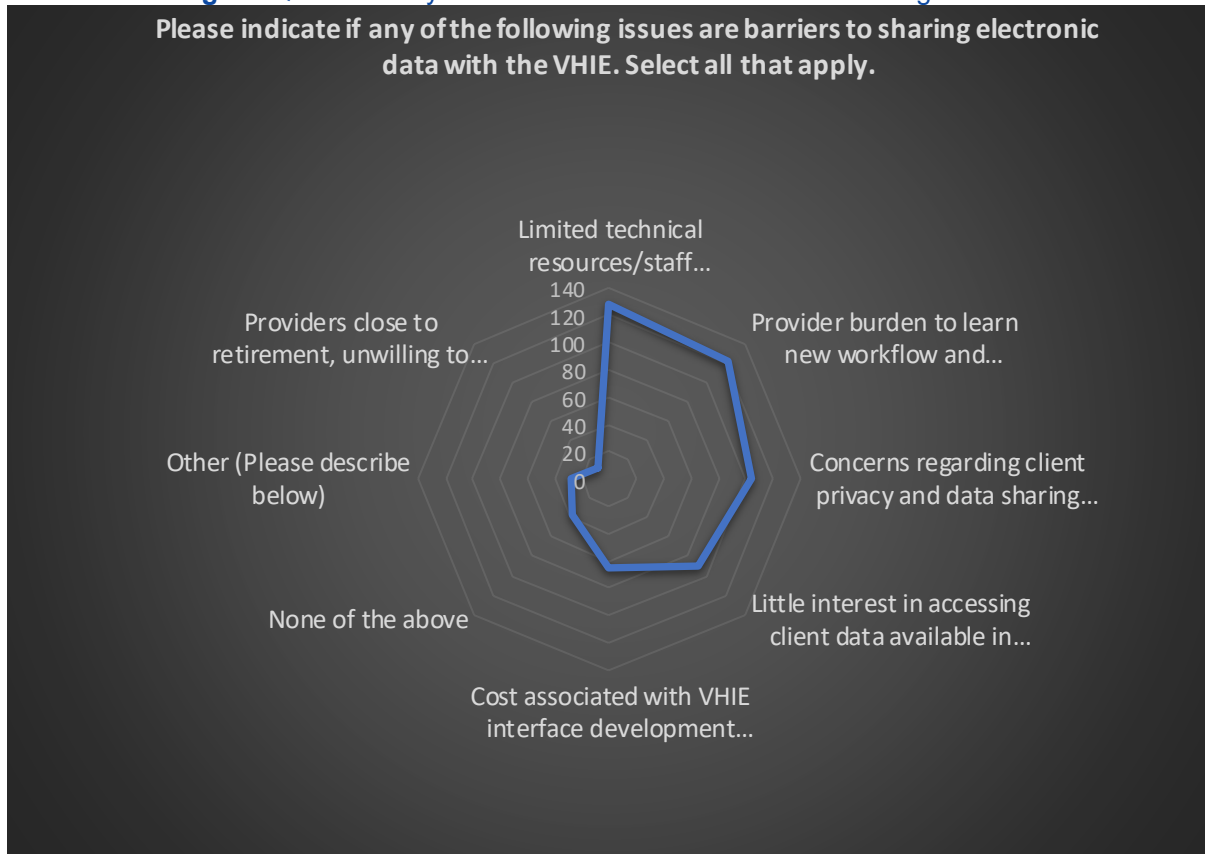 Please indicate if any of the following issues are barriers to sharing electronic
data with the VHIE. Select all that apply.
Limited technical
resources/staff...
140
120
100
80
60
40
20
0
Providers close to
retirement, unwilling to...
Provider burden to learn
new workflow and...
Other (Please describe
below)
Concerns regarding client
privacy and data sharing...
None of the above
Little interest in accessing
client data available in...
Cost associated with VHIE
interface development...